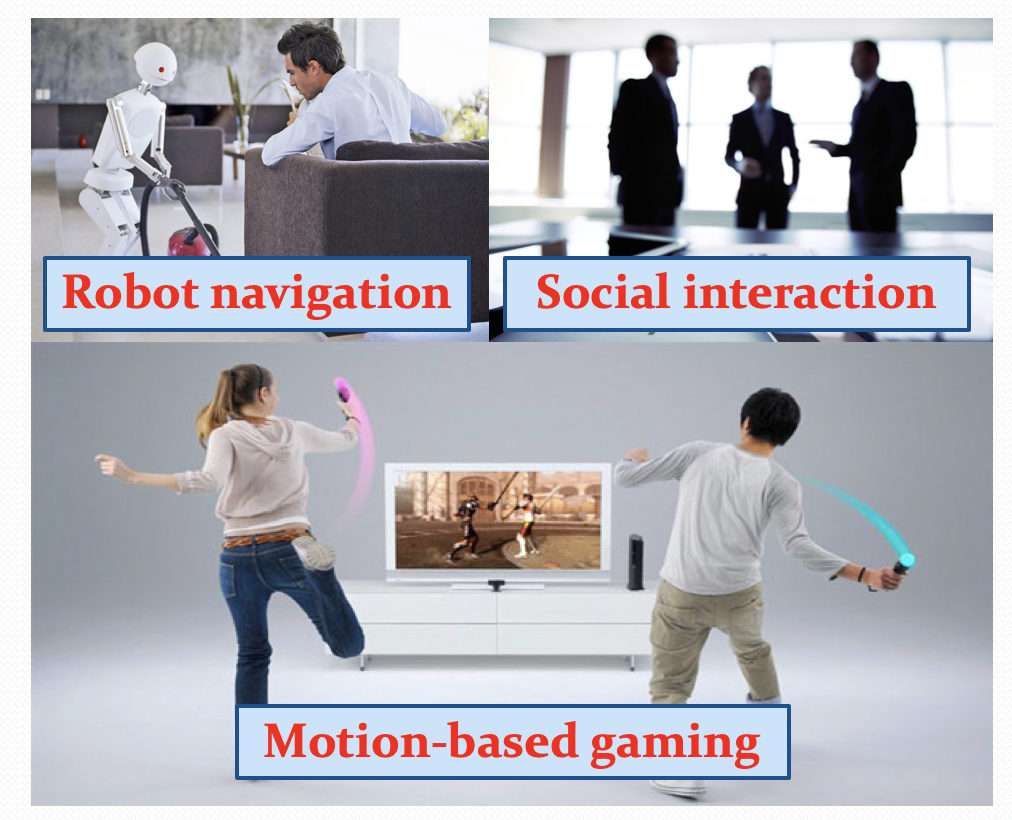 Robot navigation
Social interaction
Motion-based gaming